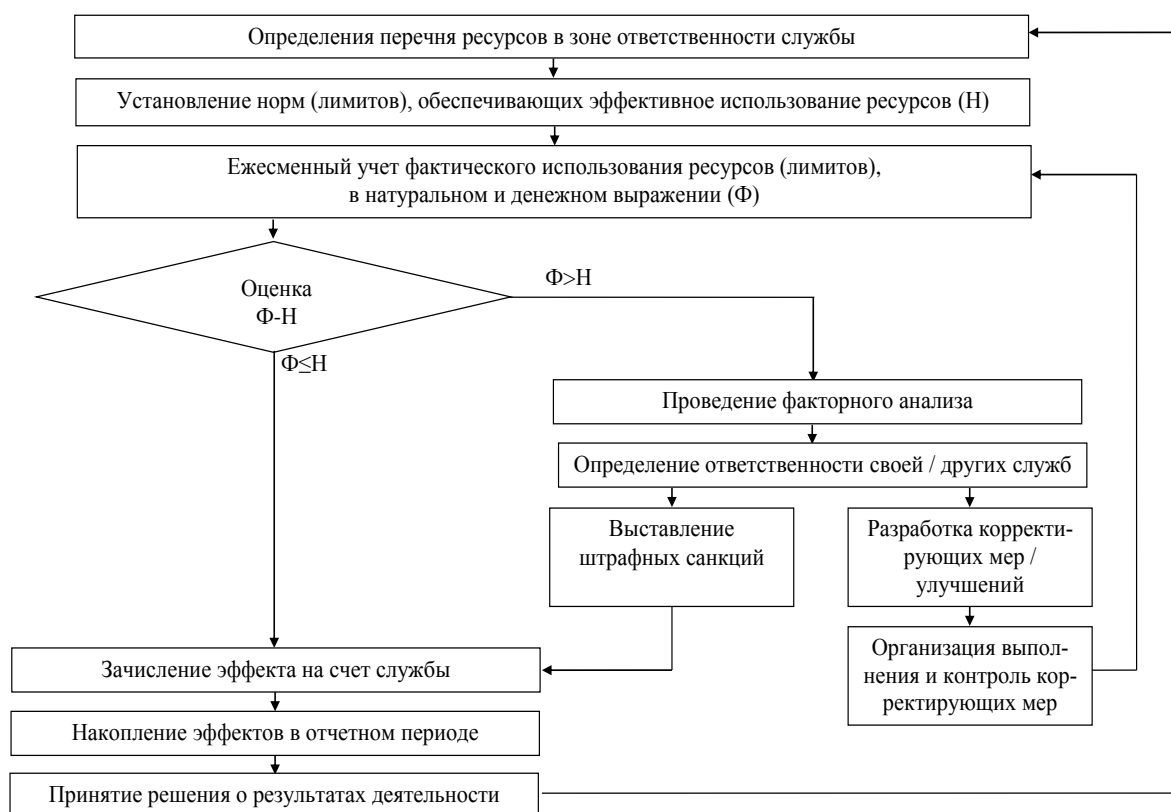 Определения перечня ресурсов в зоне ответственности службы
Установление норм (лимитов), обеспечивающих эффективное использование ресурсов (Н)
Ежесменный учет фактического использования ресурсов (лимитов),
в натуральном и денежном выражении (Ф)
Оценка
Ф-Н
Ф>Н
Ф≤Н
Проведение факторного анализа
Определение ответственности своей / других служб
Выставление
штрафных санкций
Разработка корректи-
рующих мер /
улучшений
Организация выпол-
нения и контроль кор-
ректирующих мер
Зачисление эффекта на счет службы
Накопление эффектов в отчетном периоде
Принятие решения о результатах деятельности